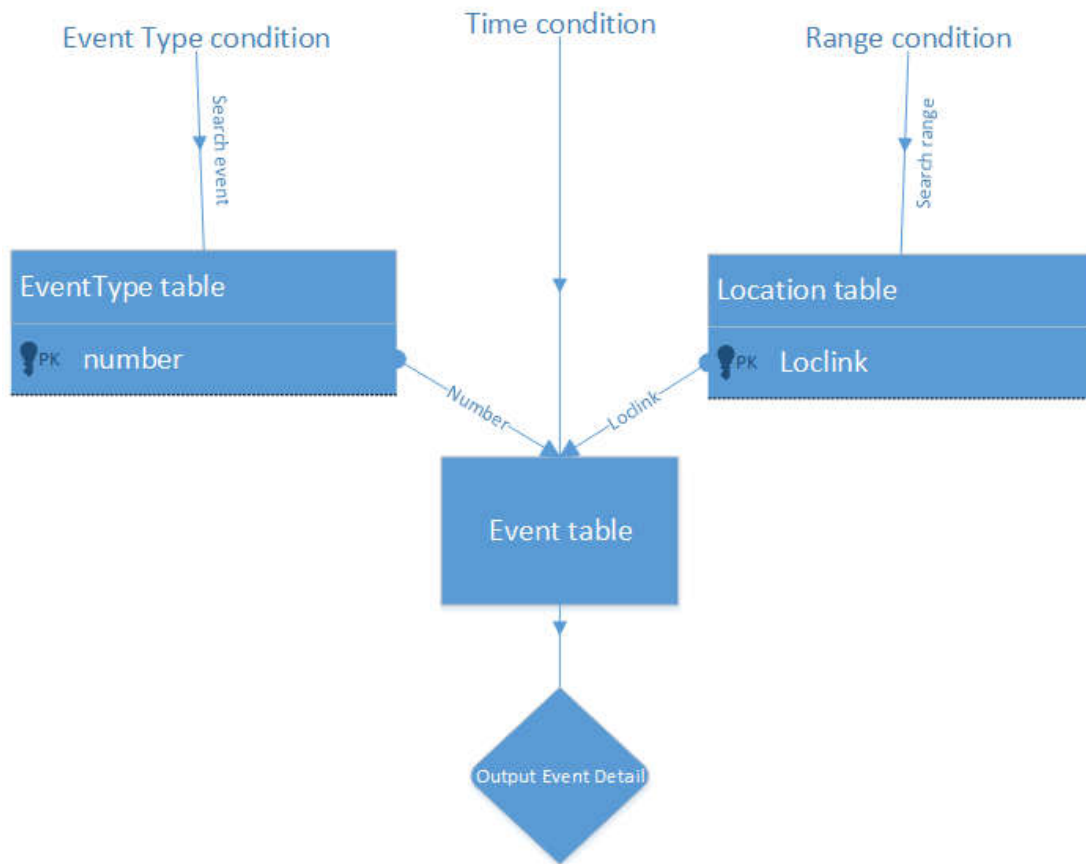 Event Type condition
Time condition
Range condition
Search event
Search range
EventType table
PK number
Location table
PK Loclink
Number
Loclink
Event table
Output Event Detail